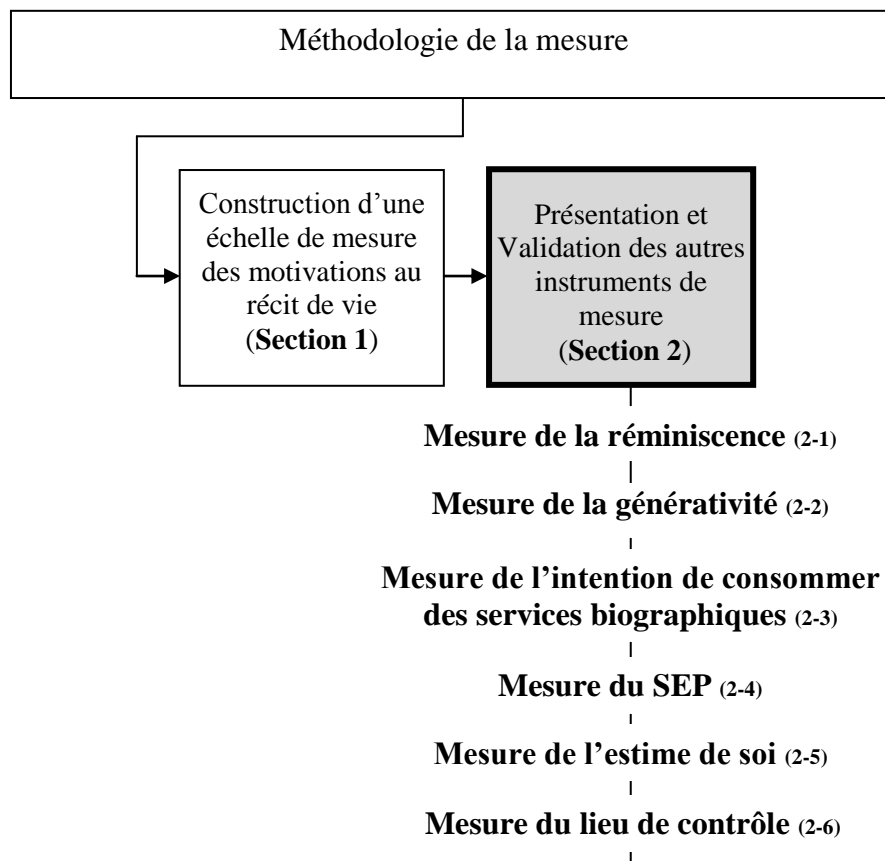 Méthodologie de la mesure
Construction d’une
échelle de mesure
des motivations au
récit de vie
(Section 1)
Présentation et
Validation des autres
instruments de
mesure
(Section 2)
Mesure de la réminiscence (2-1)
Mesure de la générativité (2-2)
Mesure de l’intention de consommer
des services biographiques (2-3)
Mesure du SEP (2-4)
Mesure de l’estime de soi (2-5)
Mesure du lieu de contrôle (2-6)